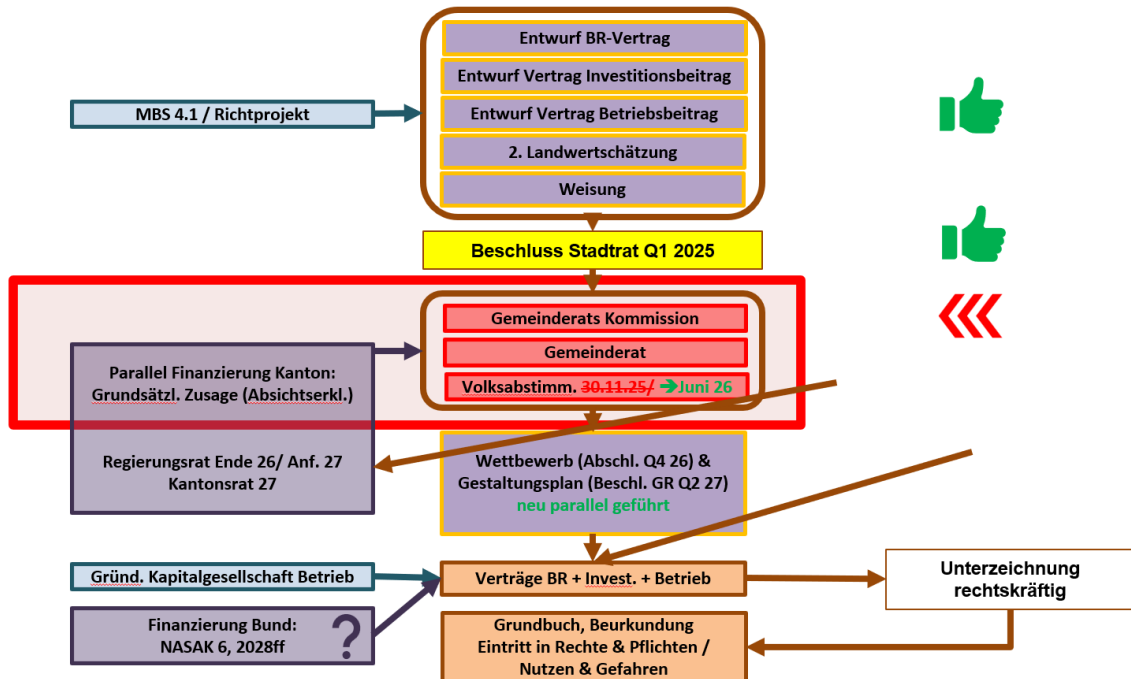 Entwurf BR-Vertrag
Entwurf Vertrag Investitionsbeitrag
MBS 4.1 / Richtprojekt
Entwurf Vertrag Betriebsbeitrag
2. Landwertschätzung
Weisung
Beschluss Stadtrat Q1 2025
Gemeinderats Kommission
Gemeinderat
Volksabstimm. 30.11.25/ ➔Juni 26
Parallel Finanzierung Kanton:
Grundsätzl. Zusage (Absichtserkl.)
Regierungsrat Ende 26/ Anf. 27
Kantonsrat 27
Wettbewerb (Abschl. Q4 26) &
Gestaltungsplan (Beschl. GR Q2 27)
neu parallel geführt
Gründ. Kapitalgesellschaft Betrieb
Verträge BR + Invest. + Betrieb
Unterzeichnung
rechtskräftig
Finanzierung Bund:
NASAK 6, 2028ff
?
Grundbuch, Beurkundung
Eintritt in Rechte & Pflichten /
Nutzen & Gefahren